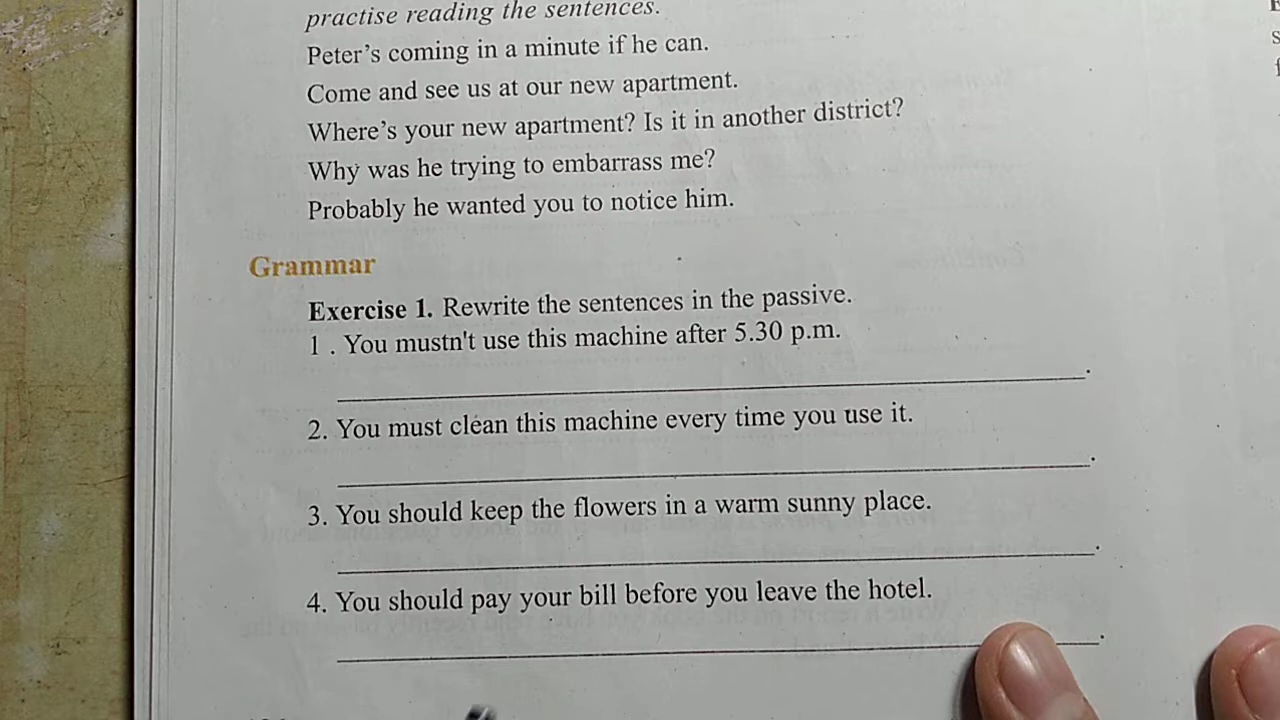 practise reading the sentences.
Peter's coming in a minute if he can.
Come and see us at our new apartment.
Where's your new apartment? Is it in another district?
Why was he trying to embarrass me?
Probably he wanted you to notice him.
Grammar
Exercise 1. Rewrite the sentences in the passive.
1 . You mustn't use this machine after 5.30 p.m.
2. You must clean this machine every time you use it.
3. You should keep the flowers in a warm sunny place.
4. You should pay your bill before you leave the hotel.